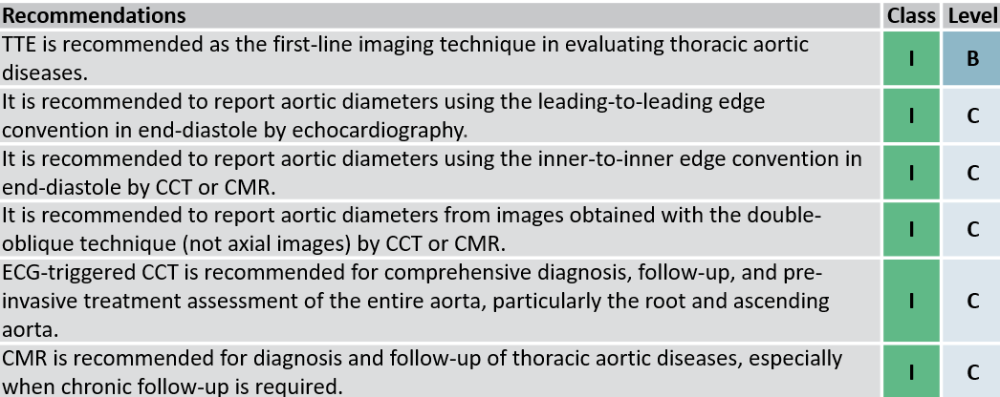 Recommendations Class Level
TTE is recommended as the first-line imaging technique in evaluating thoracic aortic
diseases.
I B
It is recommended to report aortic diameters using the leading-to-leading edge
convention in end-diastole by echocardiography.
I C
It is recommended to report aortic diameters using the inner-to-inner edge convention in
end-diastole by CCT or CMR.
I C
It is recommended to report aortic diameters from images obtained with the double-
oblique technique (not axial images) by CCT or CMR.
I C
ECG-triggered CCT is recommended for comprehensive diagnosis, follow-up, and pre-
invasive treatment assessment of the entire aorta, particularly the root and ascending
aorta.
I C
CMR is recommended for diagnosis and follow-up of thoracic aortic diseases, especially
when chronic follow-up is required.
I C